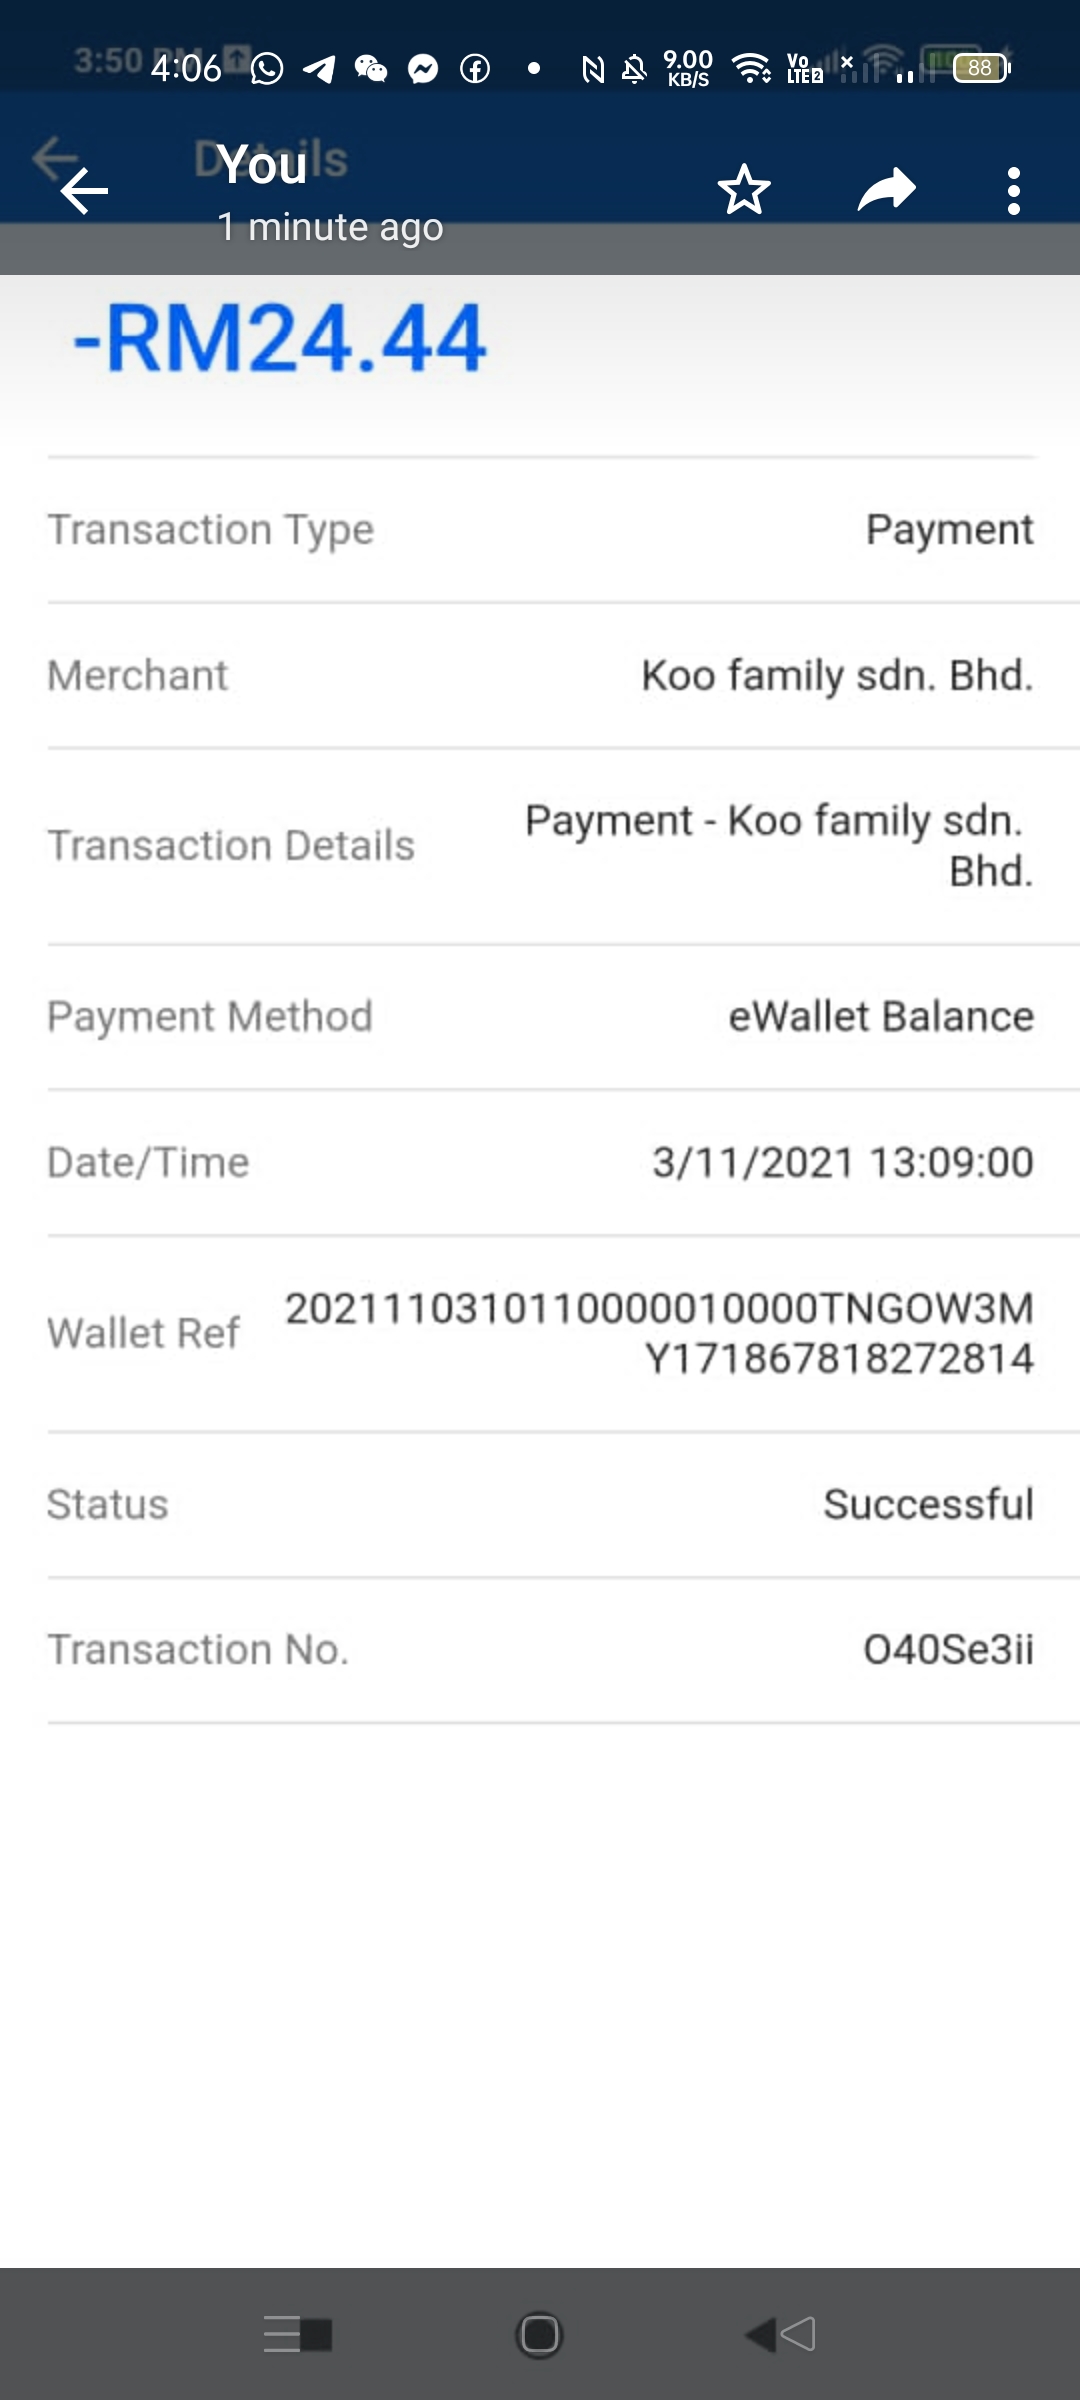 3:50 PM
4:06
9.00
KB/S
Vo
LTE2
88
Details
You
1 minute ago
-RM24.44
Transaction Type
Payment
Merchant
Koo family sdn. Bhd.
Transaction Details
Payment - Koo family sdn.
Bhd.
Payment Method
eWallet Balance
Date/Time
3/11/2021 13:09:00
Wallet Ref
20211103101110000010000TNGOW3M
Y171867818272814
Status
Successful
Transaction No.
O40Se3ii